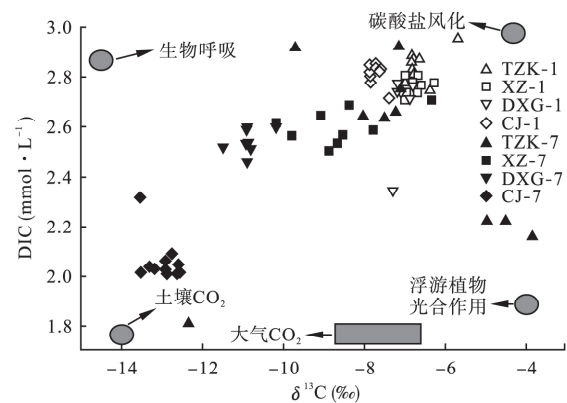 3.0
2.8
2.6
2.4
2.2
2.0
1.8
DIC(mmol·L⁻¹)
生物呼吸
碳酸盐风化
TZK-1
XZ-1
DXG-1
CJ-1
TZK-7
XZ-7
DXG-7
CJ-7
土壤CO₂
大气CO₂
浮游植物
光合作用
−14
−12
−10
−8
−6
−4
δ¹³C(‰)